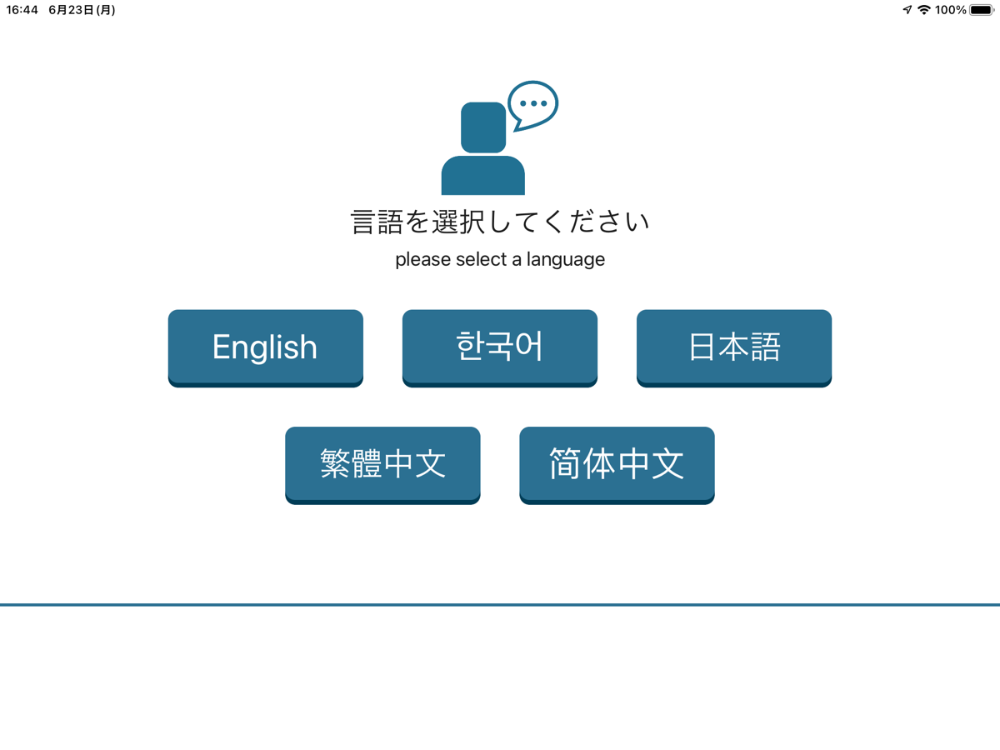 16:44 6月23日(月)
100%
言語を選択してください
please select a language
English
한국어
日本語
繁體中文
简体中文